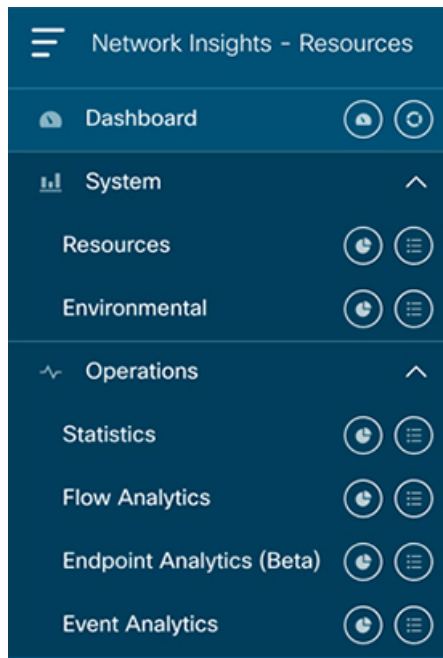 Network Insights - Resources
Dashboard
System
Resources
Environmental
Operations
Statistics
Flow Analytics
Endpoint Analytics (Beta)
Event Analytics